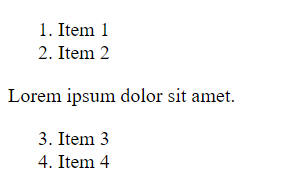 1. Item 1
2. Item 2
Lorem ipsum dolor sit amet.
3. Item 3
4. Item 4